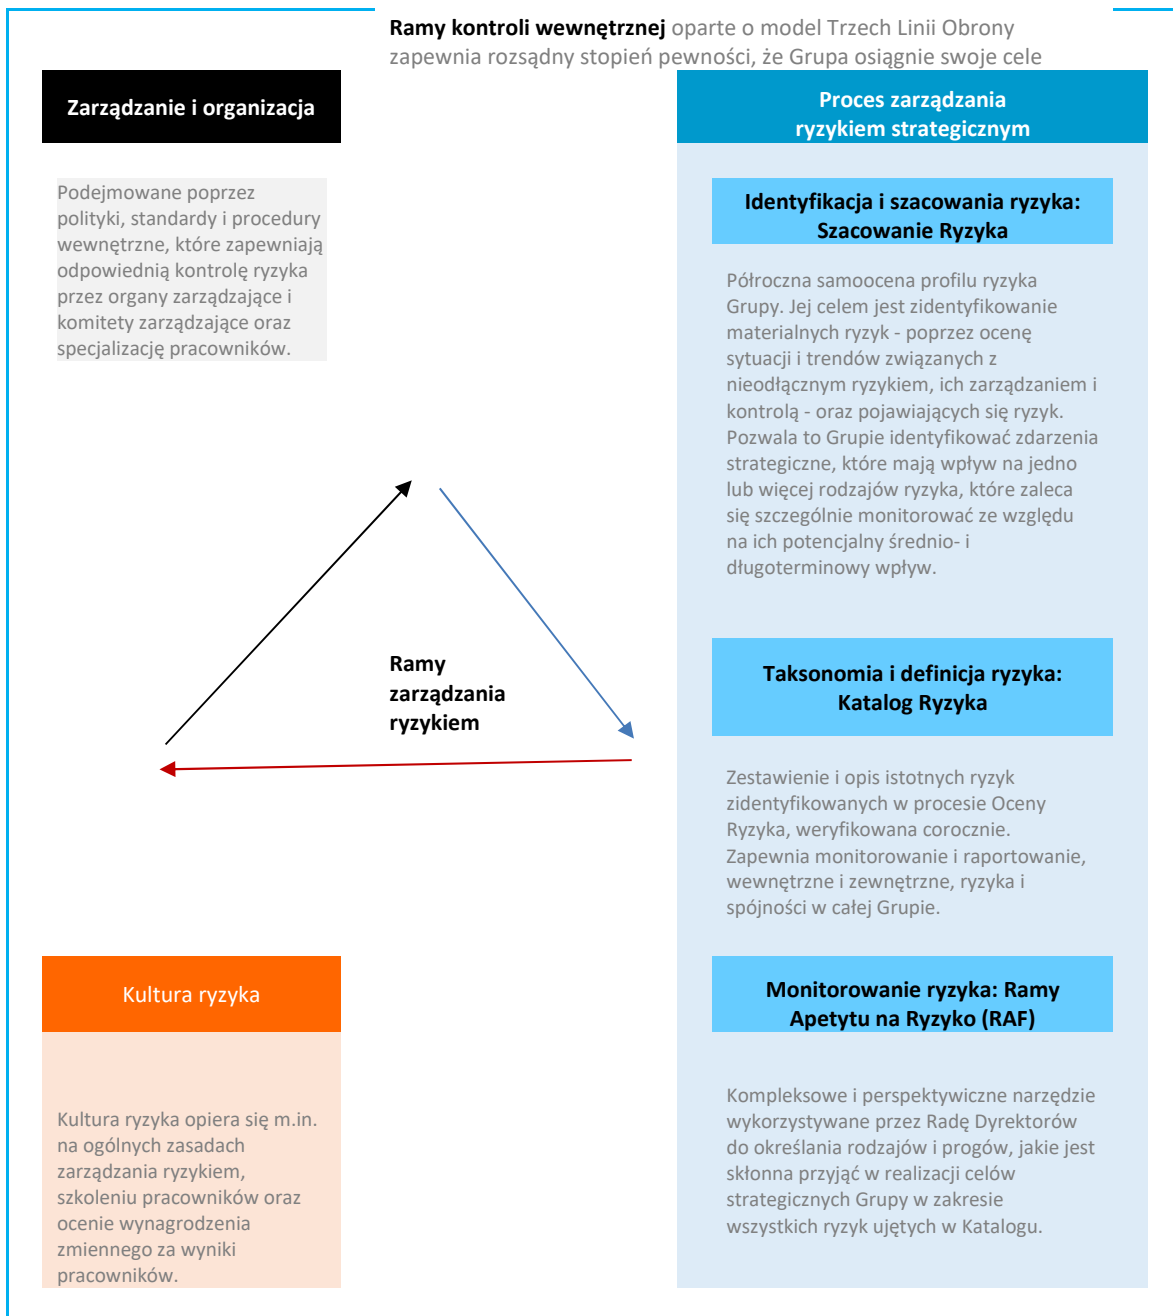 Ramy kontroli wewnętrznej oparte o model Trzech Linii Obrony
zapewnia rozsądny stopień pewności, że Grupa osiągnie swoje cele
Zarządzanie i organizacja
Podejmowane poprzez
polityki, standardy i procedury
wewnętrzne, które zapewniają
odpowiednią kontrolę ryzyka
przez organy zarządzające i
komitety zarządzające oraz
specjalizację pracowników.
Proces zarządzania
ryzykiem strategicznym
Identyfikacja i szacowania ryzyka:
Szacowanie Ryzyka
Półroczna samoocena profilu ryzyka
Grupy. Jej celem jest zidentyfikowanie
materialnych ryzyk - poprzez ocenę
sytuacji i trendów związanych z
nieodłącznym ryzykiem, ich zarządzaniem i
kontrolą - oraz pojawiających się ryzyk.
Pozwala to Grupie identyfikować zdarzenia
strategiczne, które mają wpływ na jedno
lub więcej rodzajów ryzyka, które zaleca
się szczególnie monitorować ze względu
na ich potencjalny średnio- i
długoterminowy wpływ.
Ramy
zarządzania
ryzykiem
Taksonomia i definicja ryzyka:
Katalog Ryzyka
Zestawienie i opis istotnych ryzyk
zidentyfikowanych w procesie Oceny
Ryzyka, weryfikowana corocznie.
Zapewnia monitorowanie i raportowanie,
wewnętrzne i zewnętrzne, ryzyka i
spójności w całej Grupie.
Kultura ryzyka
Kultura ryzyka opiera się m.in.
na ogólnych zasadach
zarządzania ryzykiem,
szkoleniu pracowników oraz
ocenie wynagrodzenia
zmiennego za wyniki
pracowników.
Monitorowanie ryzyka: Ramy
Apetytu na Ryzyko (RAF)
Kompleksowe i perspektywiczne narzędzie
wykorzystywane przez Radę Dyrektorów
do określania rodzajów i progów, jakie jest
skłonna przyjąć w realizacji celów
strategicznych Grupy w zakresie
wszystkich ryzyk ujętych w Katalogu.